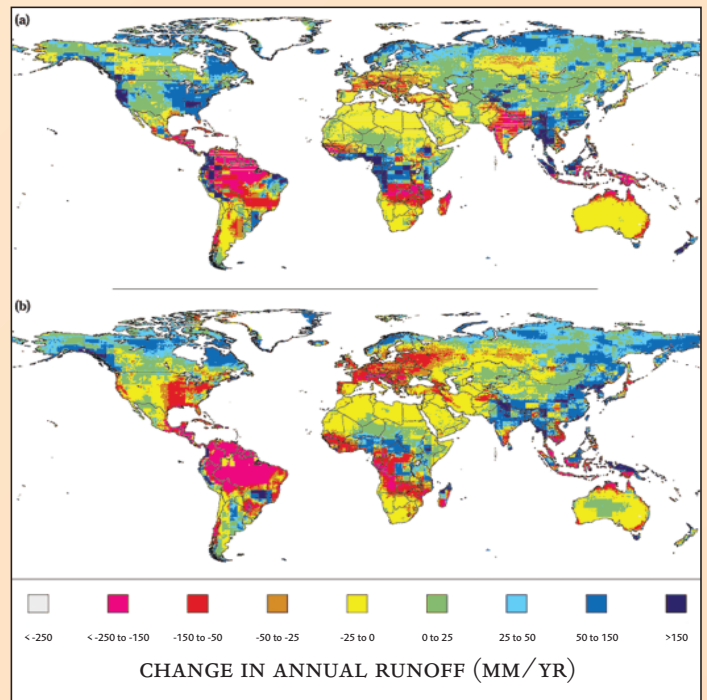 (a)
(b)
< -250 < -250 to -150 -150 to -50 -50 to -25 -25 to 0 0 to 25 25 to 50 50 to 150 >150
CHANGE IN ANNUAL RUNOFF (MM/YR)